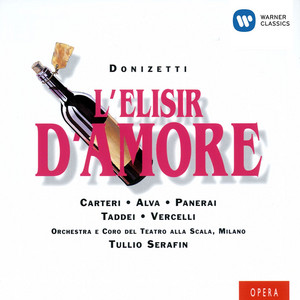 WARNER
CLASSICS
DONIZETTI
L'ELISIR
D'AMORE
CARTERI • ALVA • PANERAI
TADDEI • VERCELLI
ORCHESTRA E CORO DEL TEATRO ALLA SCALA, MILANO
TULLIO SERAFIN
OPERA